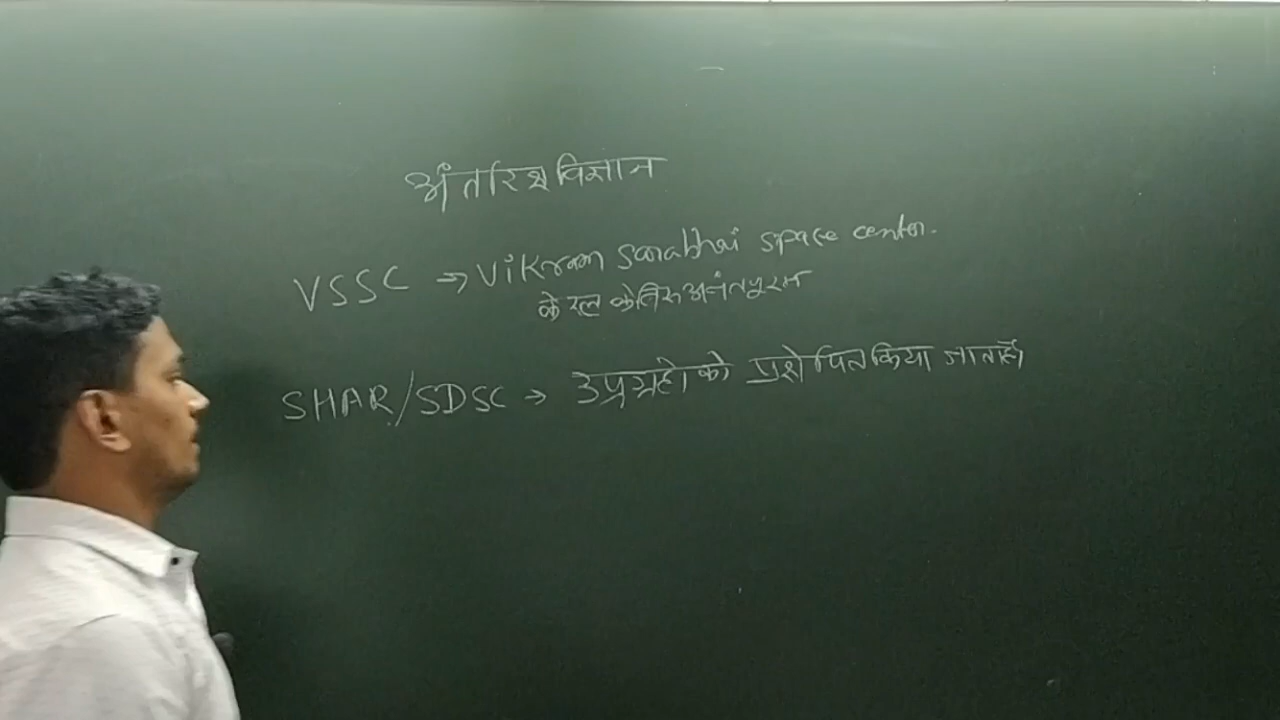 अंतरिक्ष विज्ञान
VSSC → Vikram Sarabhai space center.
केरल के तिरुअनंतपुरम
SHAR/SDSC → उपग्रहो को प्रक्षेपित किया जाता है।